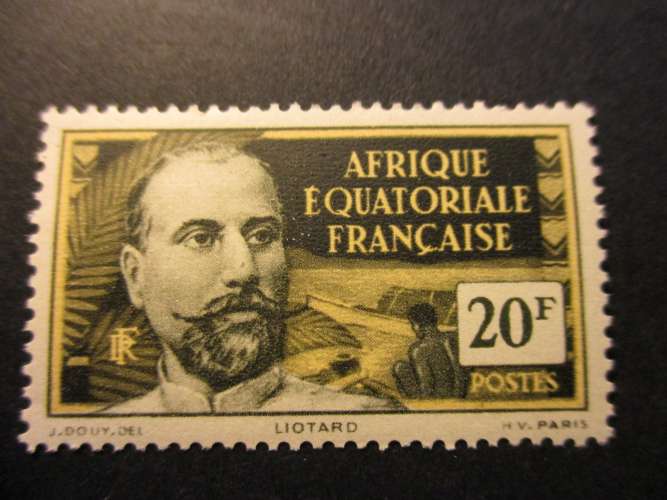 AFRIQUE
ÉQUATORIALE
FRANÇAISE
20F
RF
POSTES
J.DOUY.DEL LIOTARD H V. PARIS